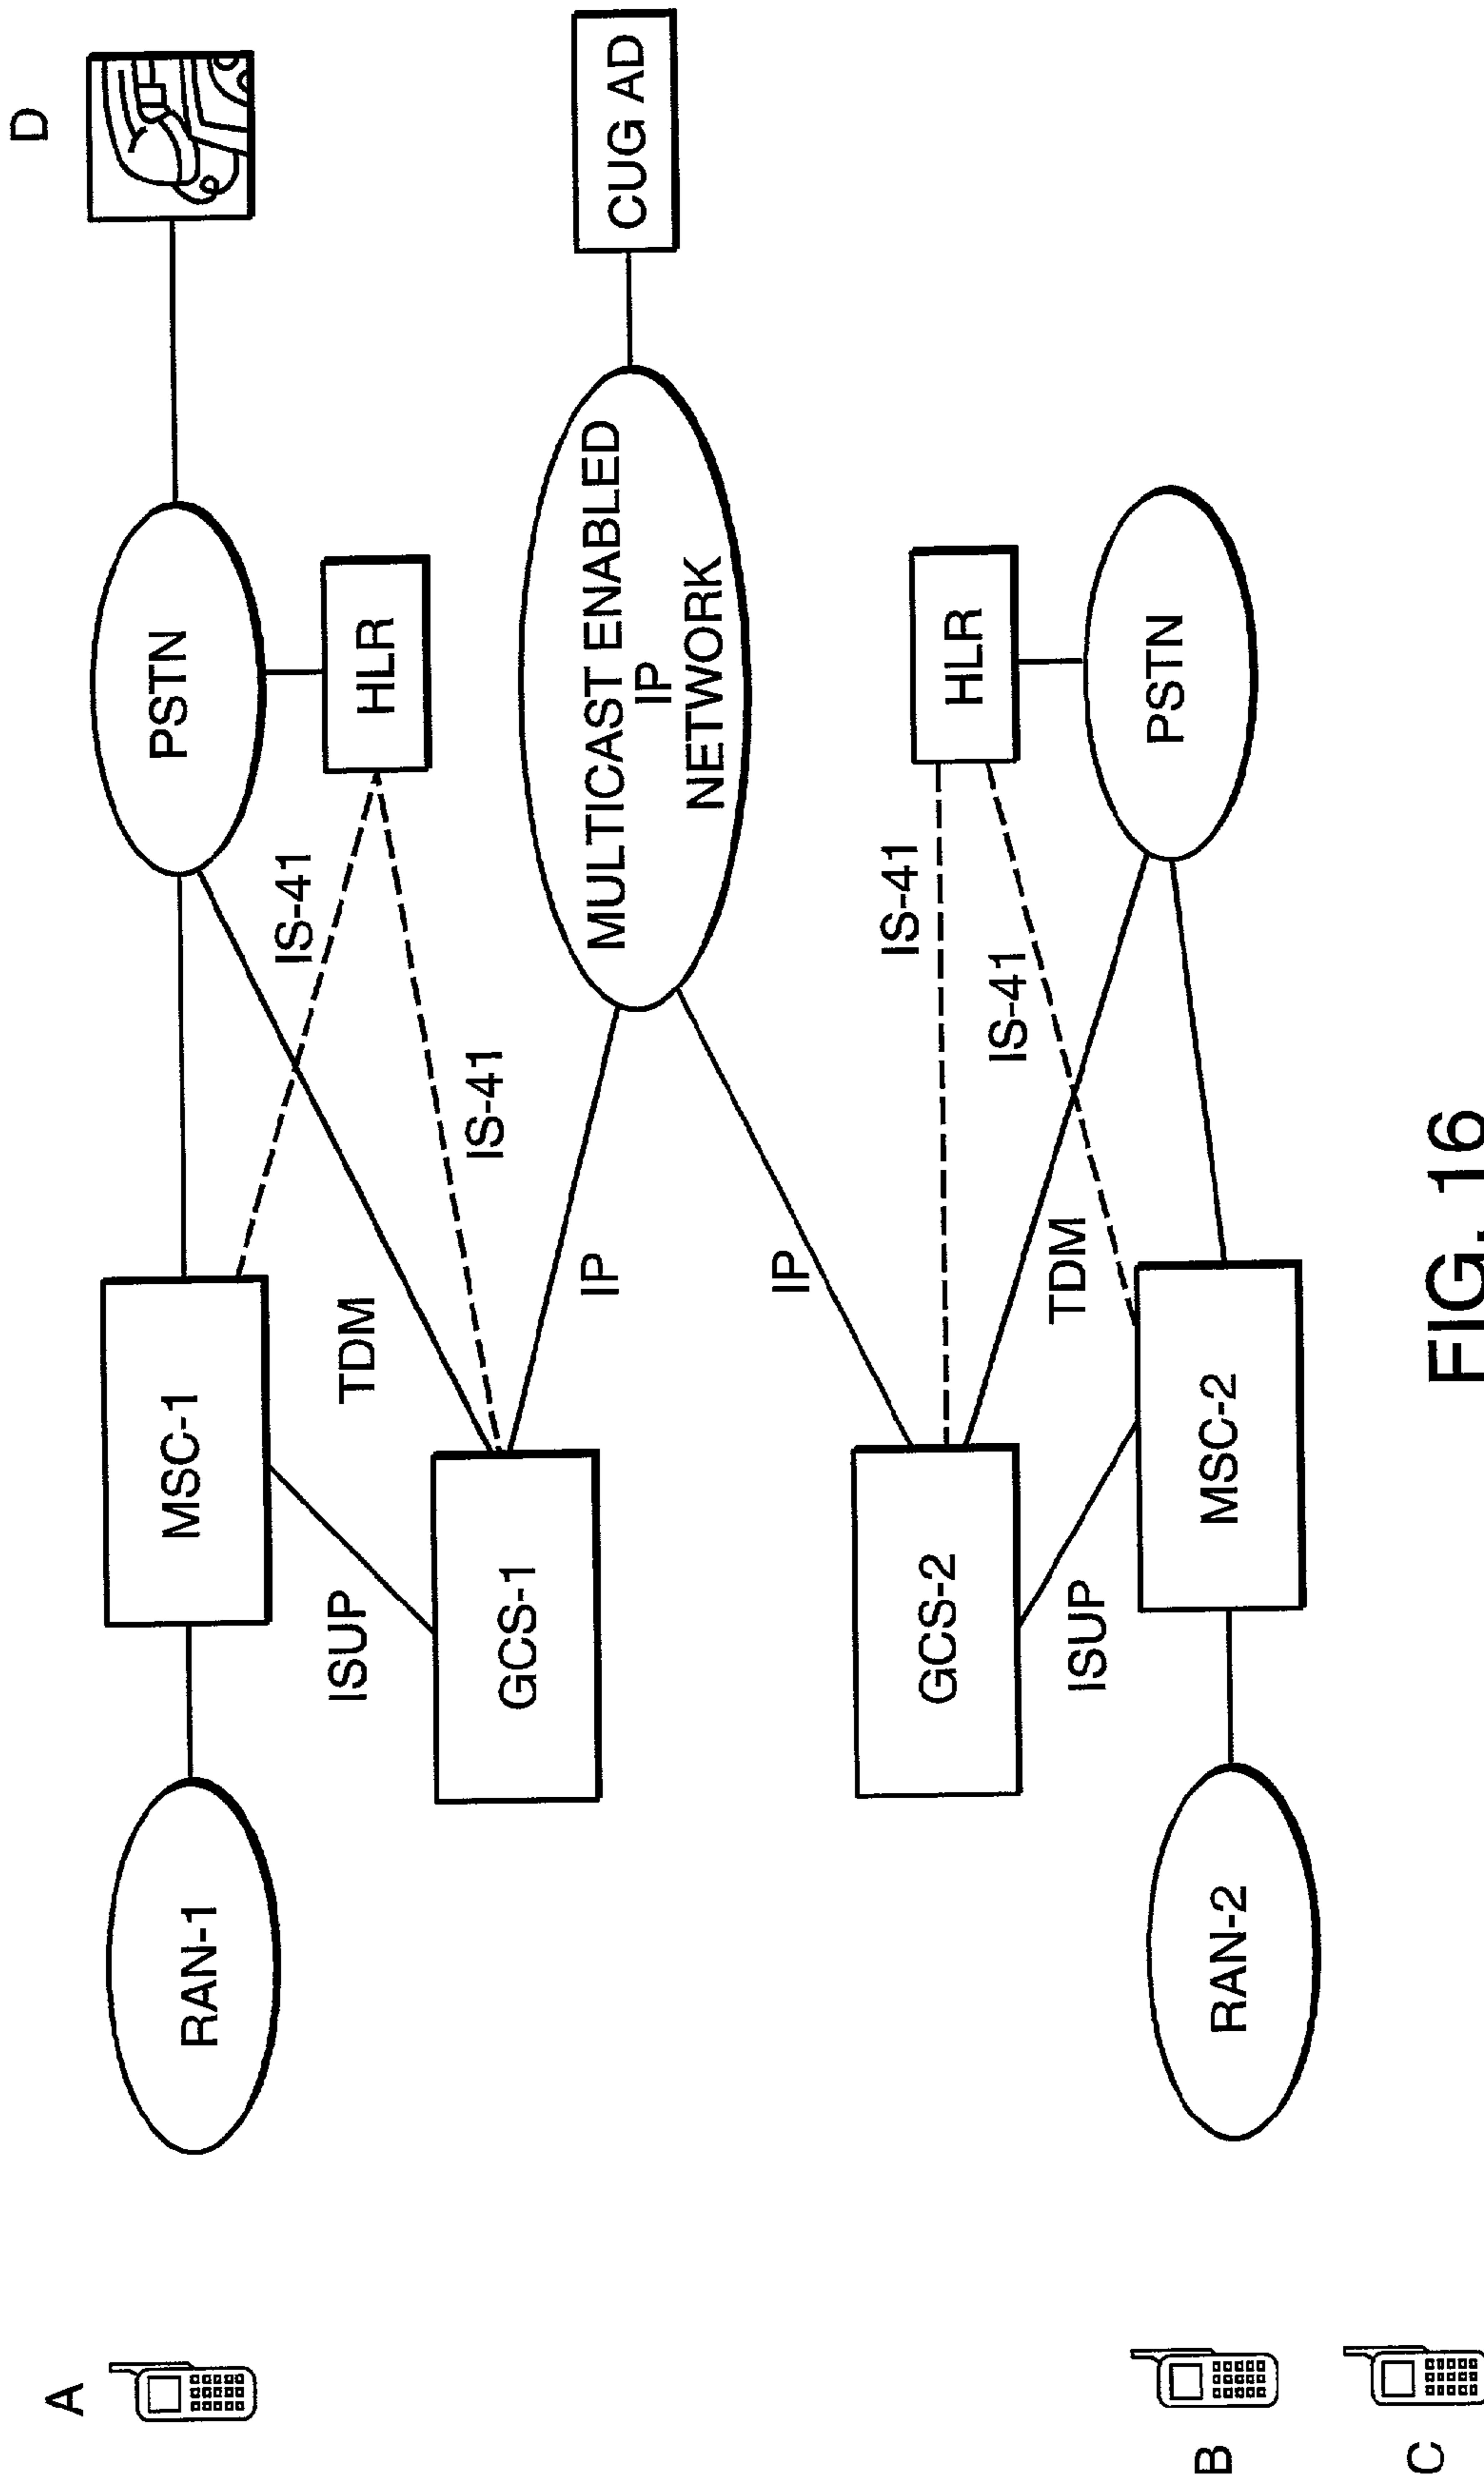 A
RAN-1
MSC-1
PSTN
D
ISUP
TDM
IS-41
HLR
GCS-1
IS-41
IP
MULTICAST ENABLED
IP
NETWORK
CUG AD
IP
GCS-2
IS-41
HLR
IS-41
TDM
ISUP
B
RAN-2
MSC-2
PSTN
C
FIG. 16